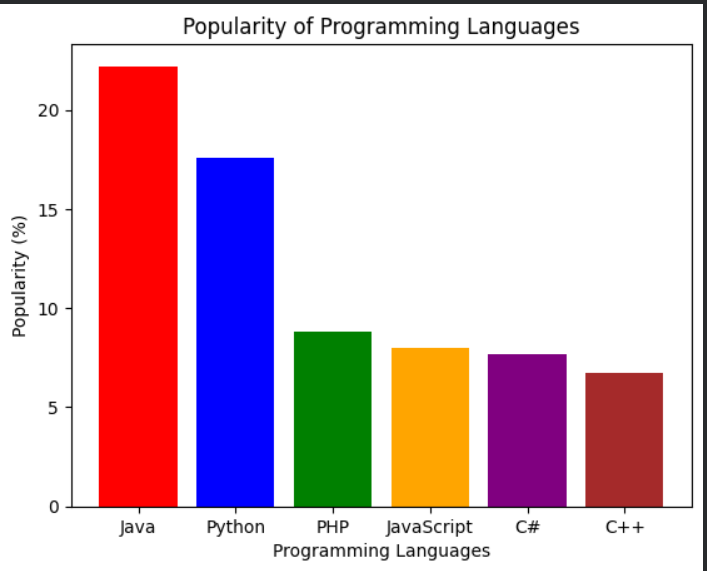 Popularity of Programming Languages
Popularity (%)
20
15
10
5
0
Java Python PHP JavaScript C# C++
Programming Languages